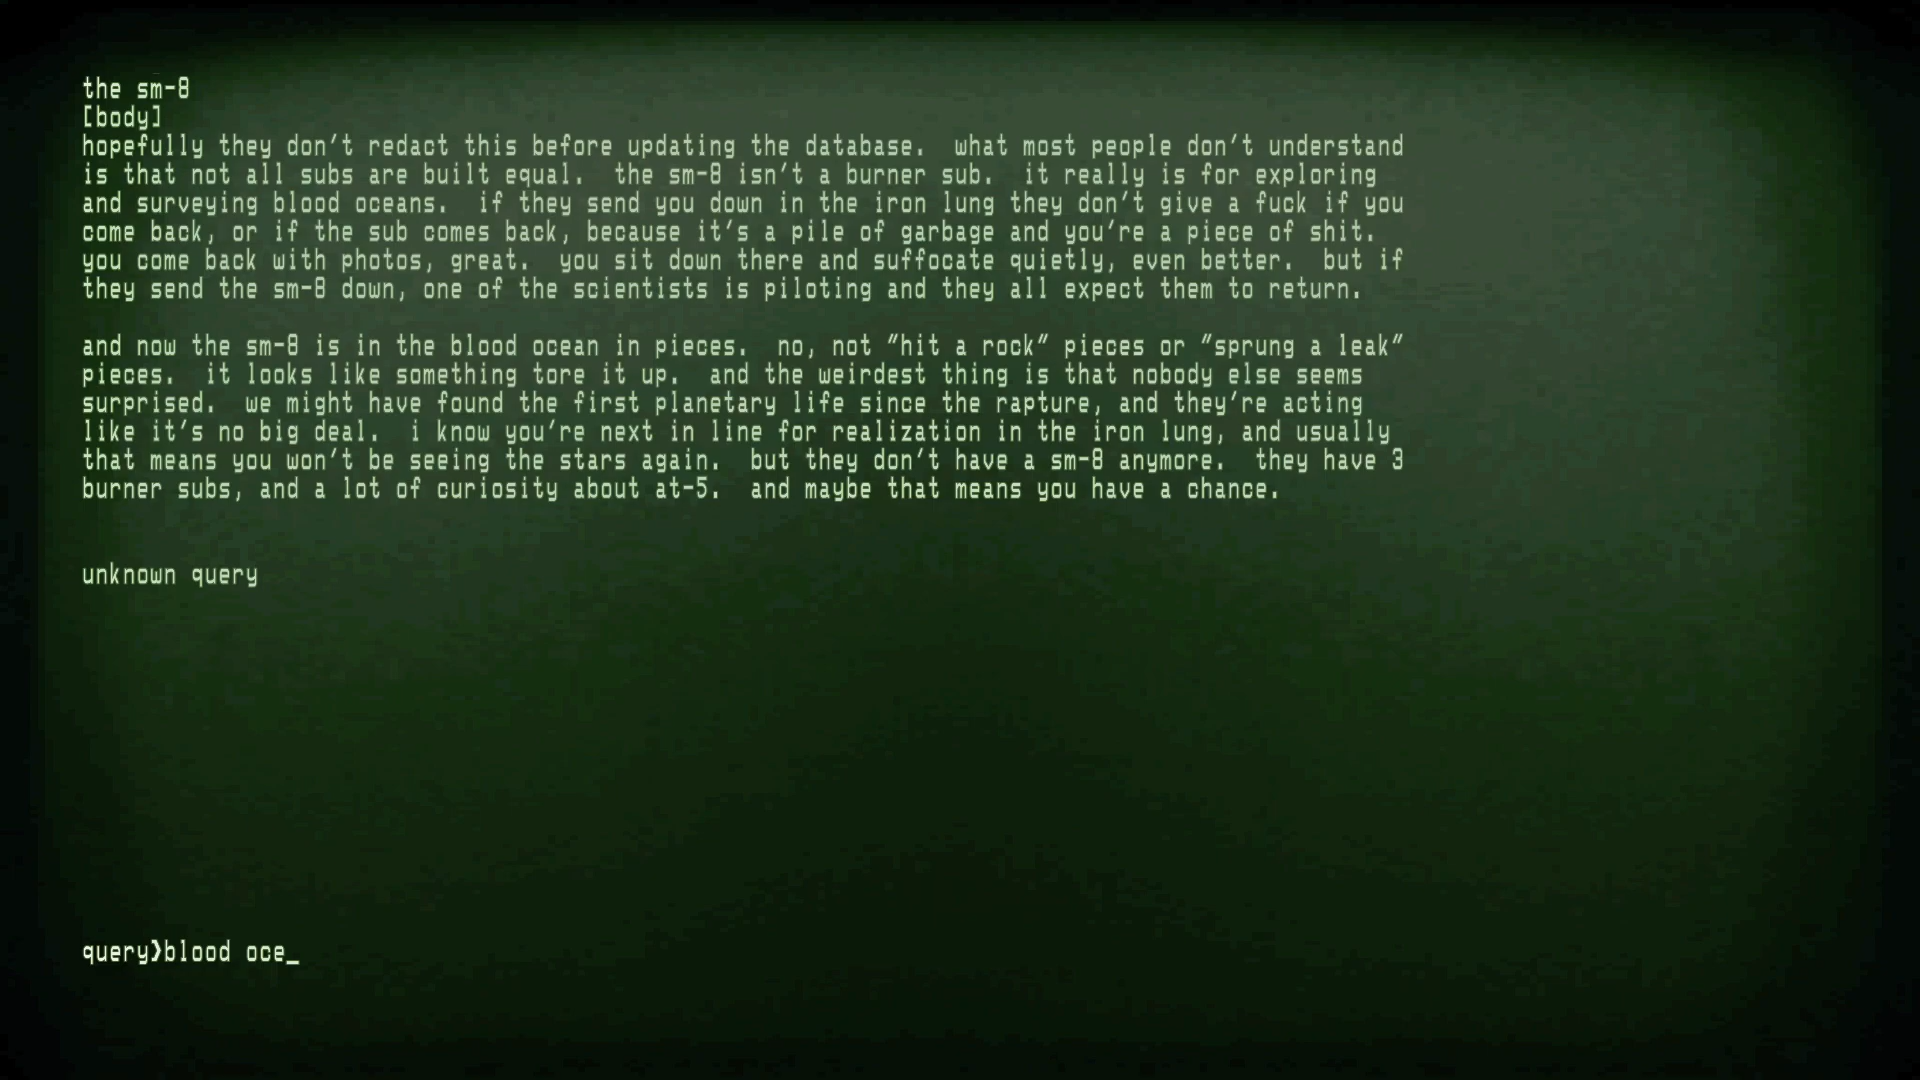 the sm-8
[body]
hopefully they don't redact this before updating the database.  what most people don't understand
is that not all subs are built equal.  the sm-8 isn't a burner sub.  it really is for exploring
and surveying blood oceans.  if they send you down in the iron lung they don't give a fuck if you
come back, or if the sub comes back, because it's a pile of garbage and you're a piece of shit.
you come back with photos, great.  you sit down there and suffocate quietly, even better.  but if
they send the sm-8 down, one of the scientists is piloting and they all expect them to return.

and now the sm-8 is in the blood ocean in pieces.  no, not "hit a rock" pieces or "sprung a leak"
pieces.  it looks like something tore it up.  and the weirdest thing is that nobody else seems
surprised.  we might have found the first planetary life since the rapture, and they're acting
like it's no big deal.  i know you're next in line for realization in the iron lung, and usually
that means you won't be seeing the stars again.  but they don't have a sm-8 anymore.  they have 3
burner subs, and a lot of curiosity about at-5.  and maybe that means you have a chance.

unknown query

query>blood oce_